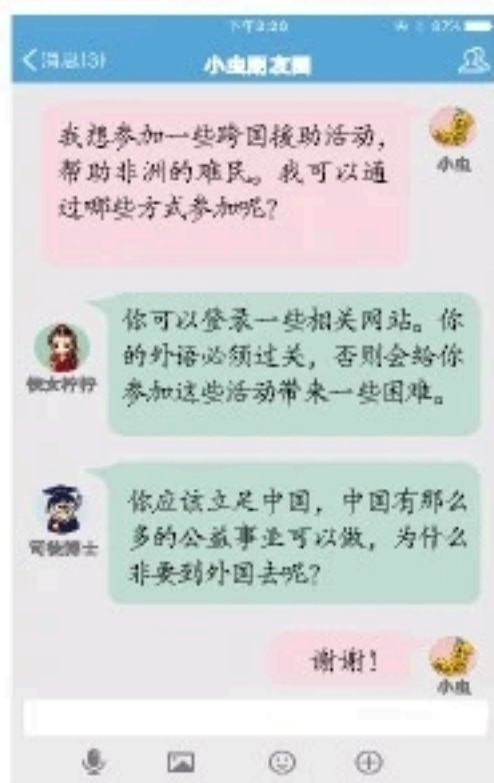 下午3:20
87%
消息(3)
小虫朋友圈
我想参加一些跨国援助活动，
帮助非洲的难民。我可以通
过哪些方式参加呢？
小虫
你可以登录一些相关网站。你
的外语必须过关，否则会给你
参加这些活动带来一些困难。
侠女柠柠
你应该立足中国，中国有那么
多的公益事业可以做，为什么
非要到外国去呢？
司徒博士
谢谢！
小虫